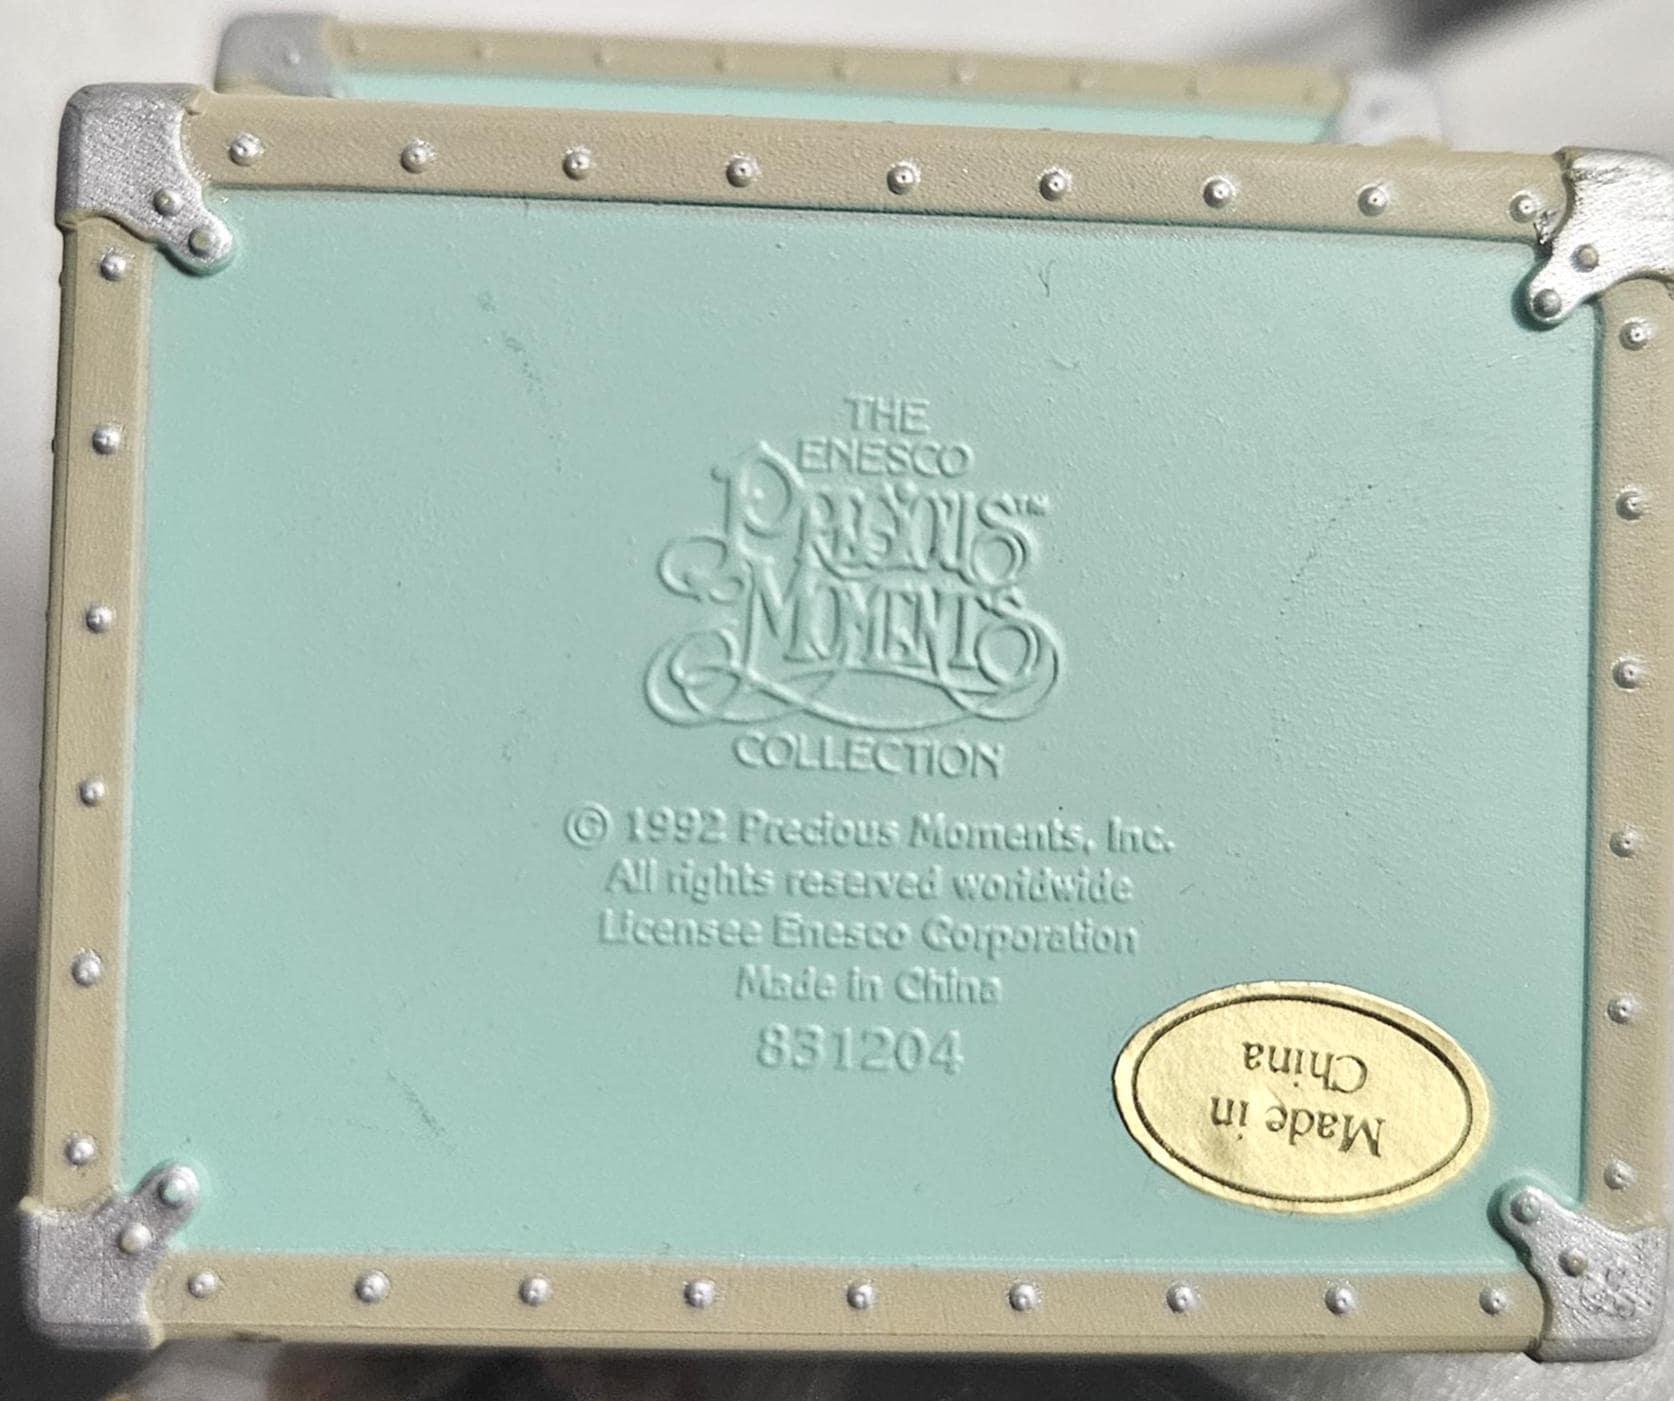 THE
ENESCO
PRECIOUS™
MOMENTS
COLLECTION
© 1992 Precious Moments, Inc.
All rights reserved worldwide
Licensee Enesco Corporation
Made in China
831204
Made in
China